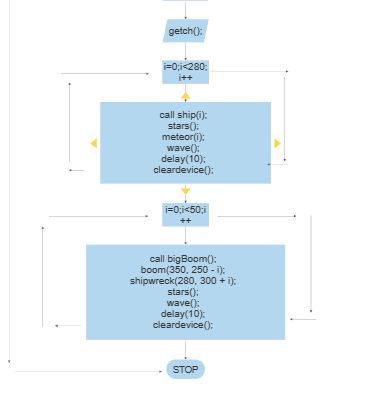 getch();
i=0;i<280;
i++
call ship(i);
stars();
meteor(i);
wave();
delay(10);
cleardevice();
i=0;i<50;i
++
call bigBoom();
boom(350, 250 - i);
shipwreck(280, 300 + i);
stars();
wave();
delay(10);
cleardevice();
STOP